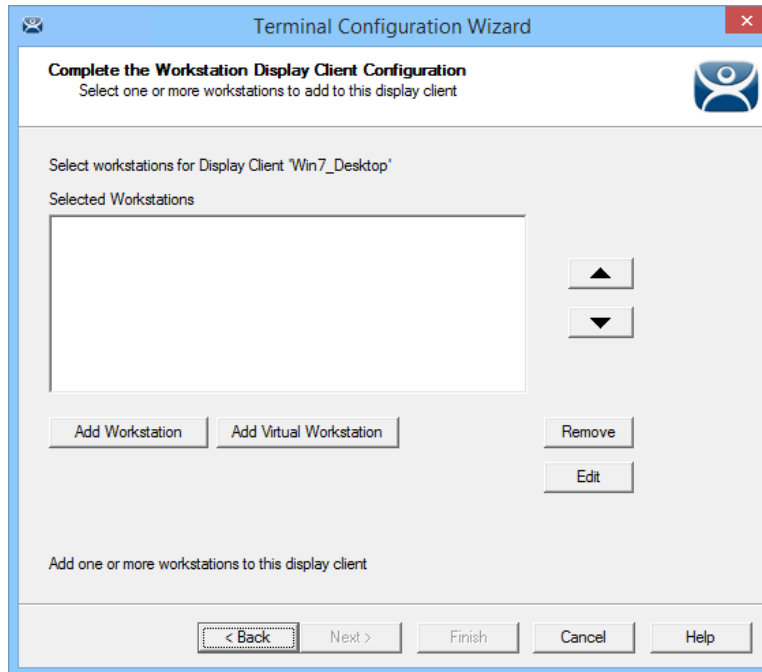 Terminal Configuration Wizard
Complete the Workstation Display Client Configuration
Select one or more workstations to add to this display client
Select workstations for Display Client 'Win7_Desktop'
Selected Workstations
Add Workstation
Add Virtual Workstation
Remove
Edit
Add one or more workstations to this display client
< Back
Next >
Finish
Cancel
Help